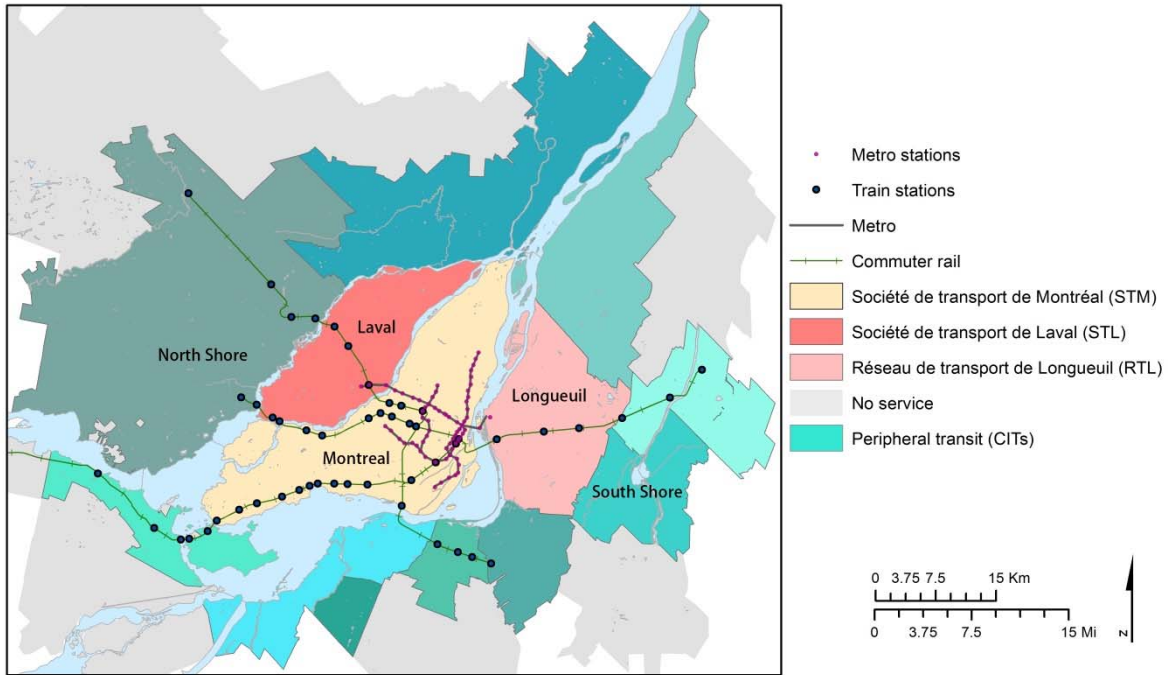 Laval
North Shore
Longueuil
Montreal
South Shore
Metro stations
Train stations
Metro
Commuter rail
Société de transport de Montréal (STM)
Société de transport de Laval (STL)
Réseau de transport de Longueuil (RTL)
No service
Peripheral transit (CITs)
0 3.75 7.5 15 Km
0 3.75 7.5 15 Mi
N